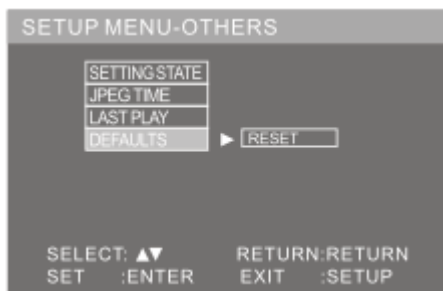 SETUP MENU-OTHERS
SETTING STATE
JPEG TIME
LAST PLAY
DEFAULTS ▶ RESET
SELECT: ▲▼ RETURN:RETURN
SET :ENTER EXIT :SETUP